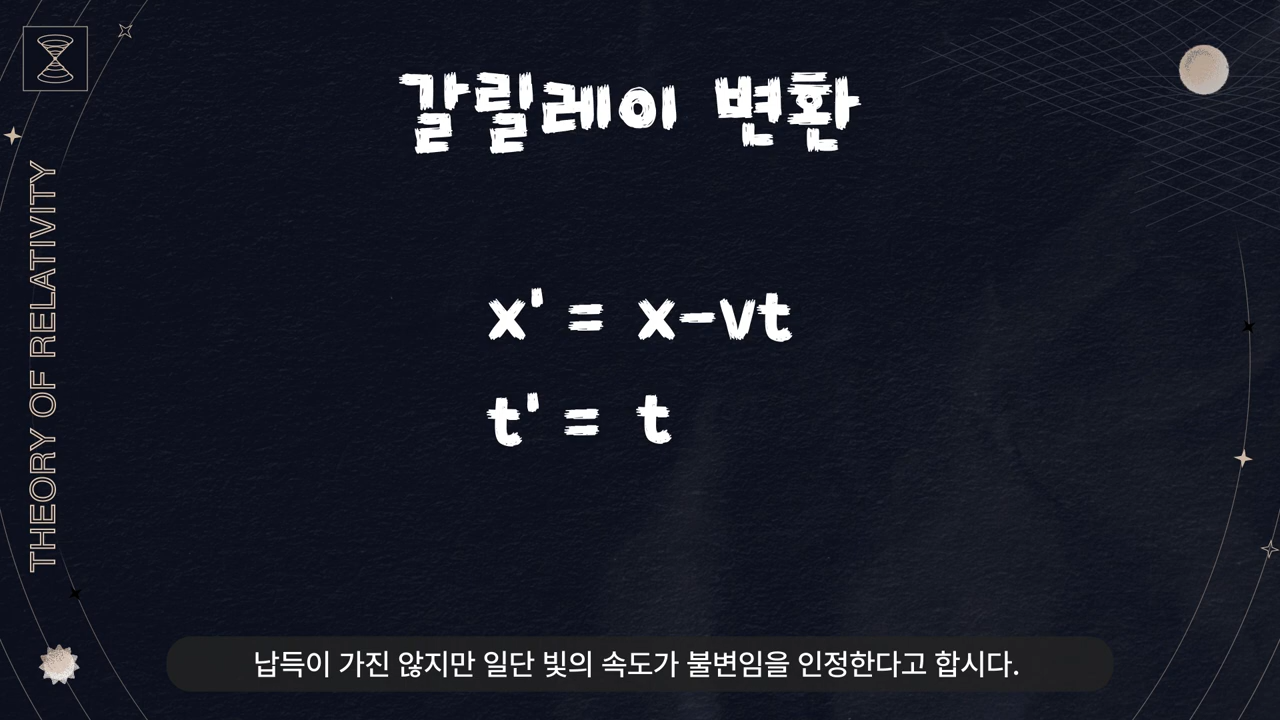 갈릴레이 변환
x' = x-vt
t' = t
THEORY OF RELATIVITY
납득이 가진 않지만 일단 빛의 속도가 불변임을 인정한다고 합시다.